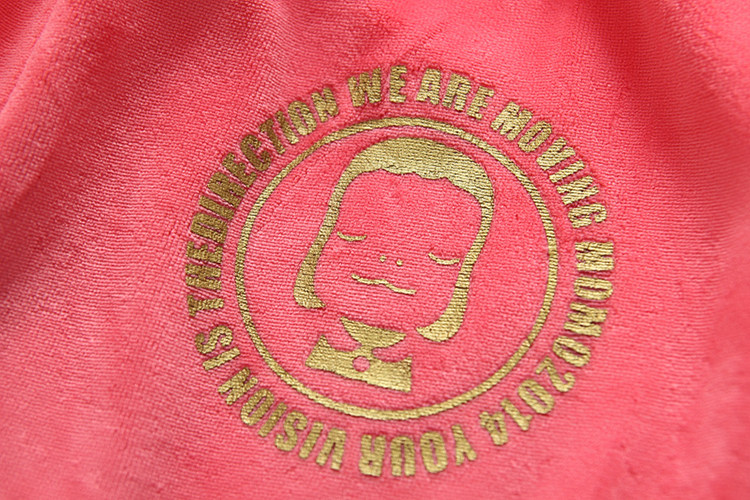 YOUR VISION IS THEDIRECTION WE ARE MOVING MOMO2014